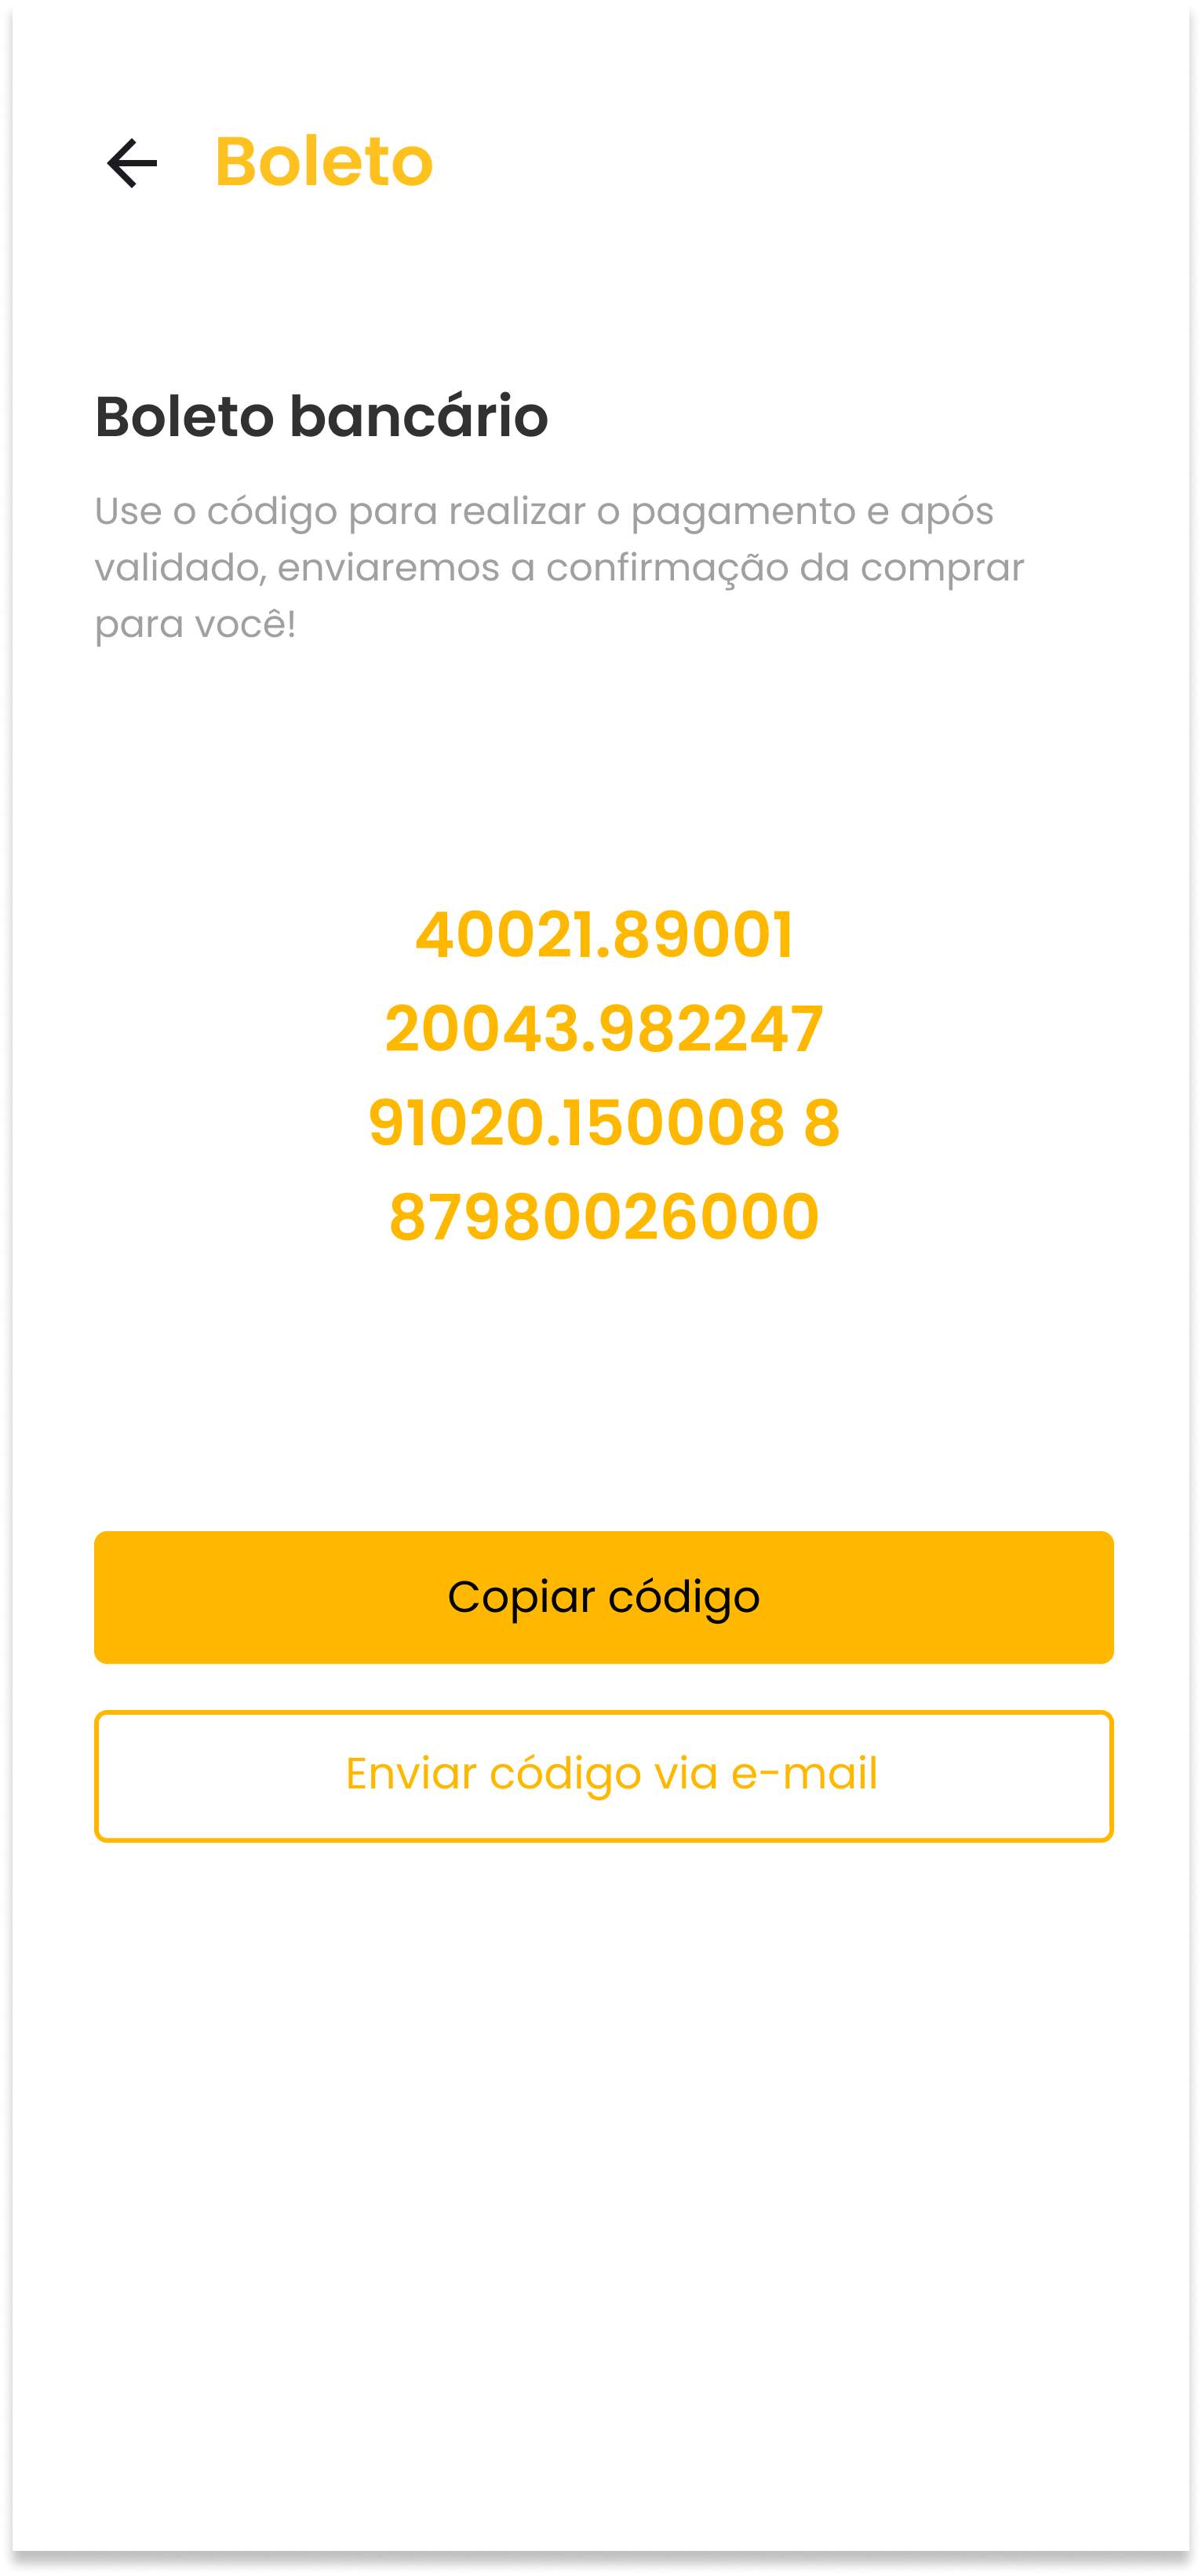 Boleto
Boleto bancário
Use o código para realizar o pagamento e após
validado, enviaremos a confirmação da comprar
para você!
40021.89001
20043.982247
91020.150008 8
87980026000
Copiar código
Enviar código via e-mail